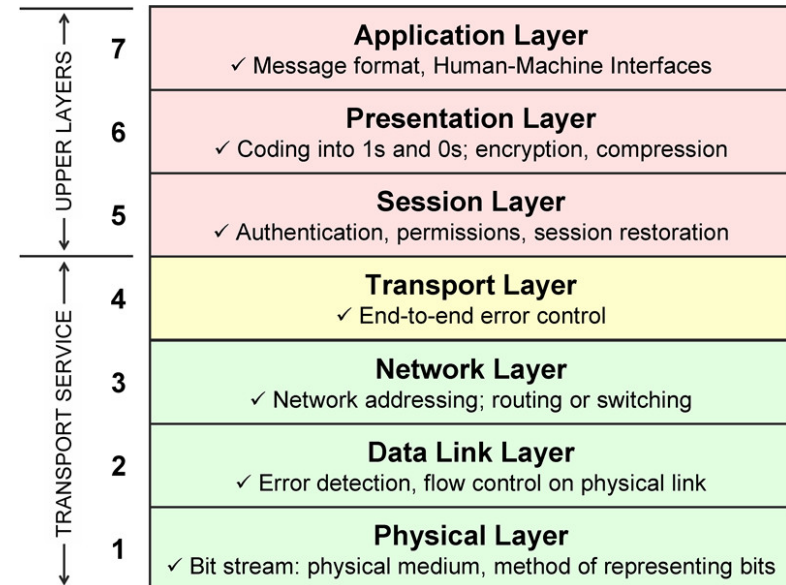 UPPER LAYERS
7
Application Layer
✓ Message format, Human-Machine Interfaces
6
Presentation Layer
✓ Coding into 1s and 0s; encryption, compression
5
Session Layer
✓ Authentication, permissions, session restoration
TRANSPORT SERVICE
4
Transport Layer
✓ End-to-end error control
3
Network Layer
✓ Network addressing; routing or switching
2
Data Link Layer
✓ Error detection, flow control on physical link
1
Physical Layer
✓ Bit stream: physical medium, method of representing bits